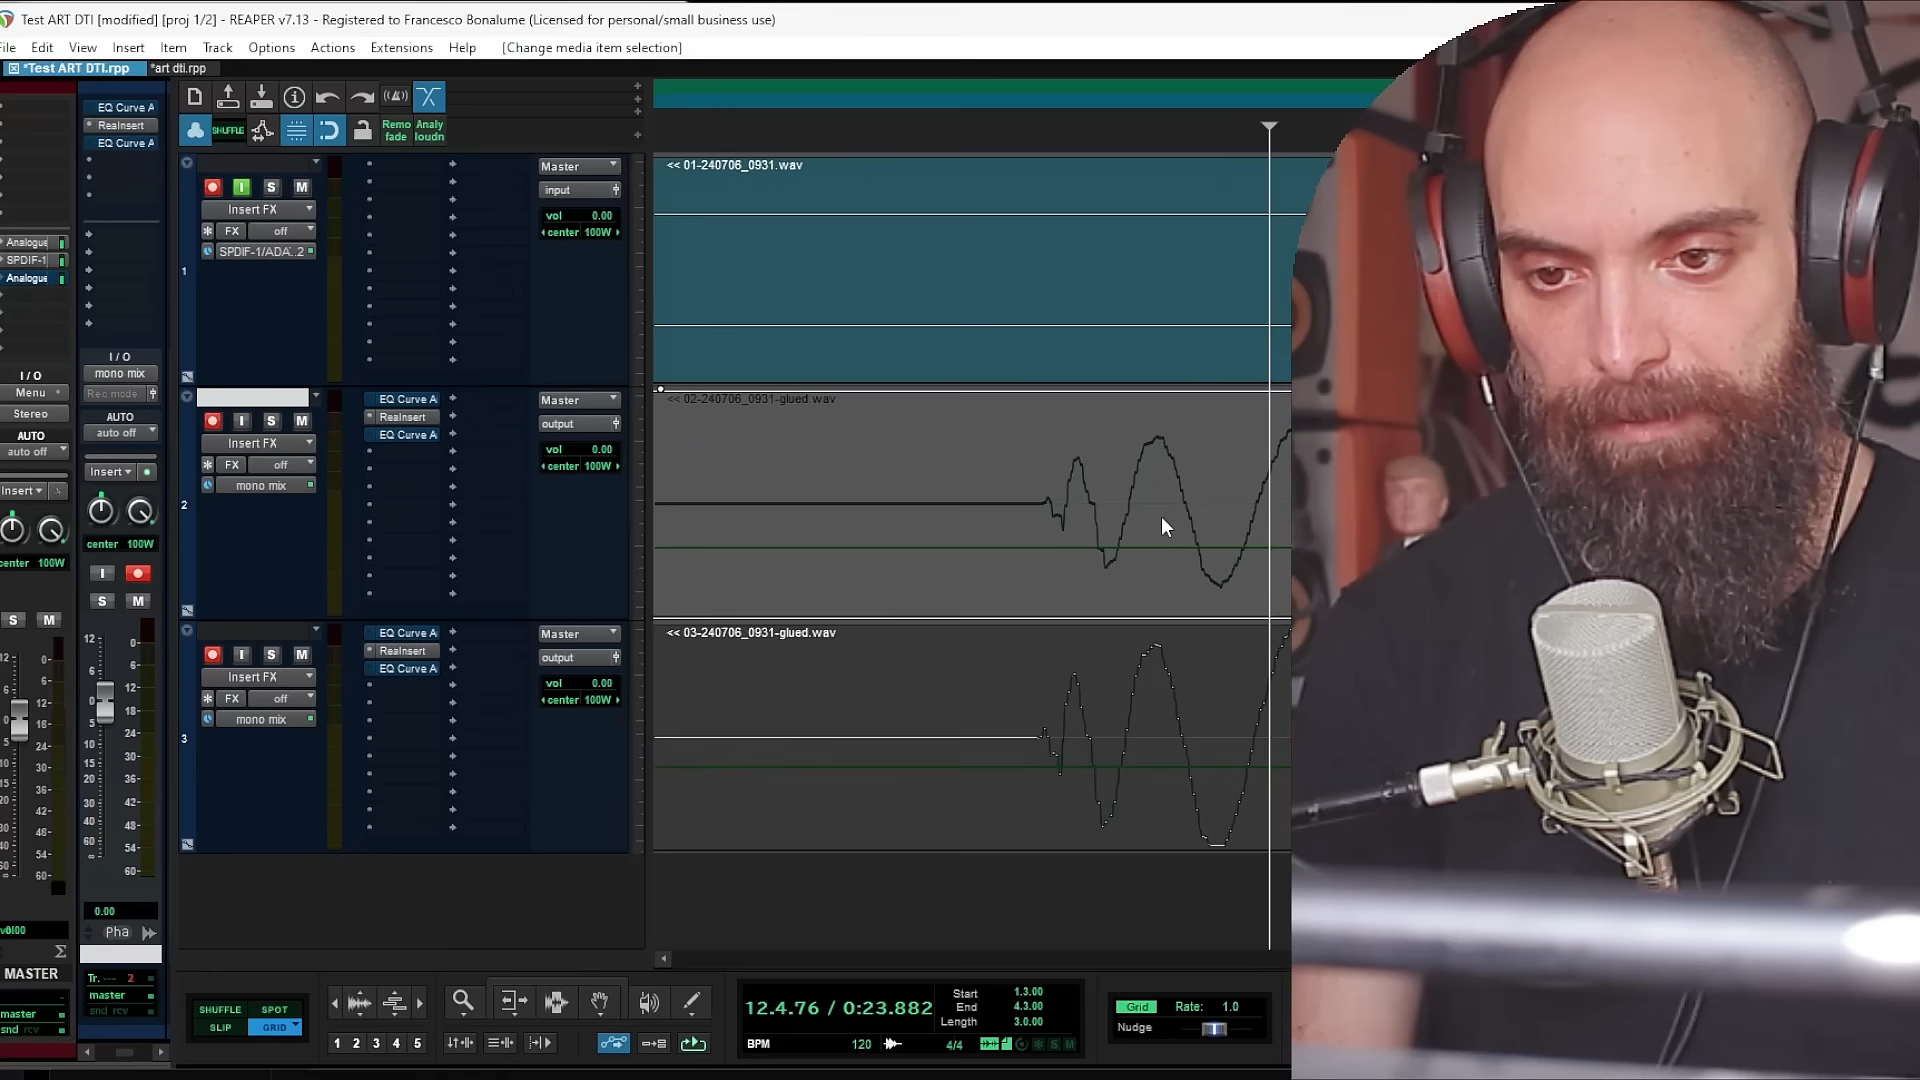 Test ART DTI [modified] [proj 1/2] - REAPER v7.13 - Registered to Francesco Bonalume (Licensed for personal/small business use)
File Edit View Insert Item Track Options Actions Extensions Help [Change media item selection]
*Test ART DTI.rpp *art dti.rpp
EQ Curve A
ReaInsert
EQ Curve A
SHUFFLE
Remo fade
Analy loudn
<< 01-240706_0931.wav
Master
input
vol 0.00
center 100W
S M
Insert FX
FX off
SPDIF-1/ADA..2
1
Analogue
SPDIF-1
Analogue
I / O
mono mix
Rec mode
AUTO
auto off
Insert
center 100W
I / O
Menu
Stereo
AUTO
auto off
Insert
center 100W
S M
Insert FX
FX off
mono mix
2
EQ Curve A
ReaInsert
EQ Curve A
Master
output
vol 0.00
center 100W
<< 02-240706_0931-glued.wav
I S M
Insert FX
FX off
mono mix
3
EQ Curve A
ReaInsert
EQ Curve A
Master
output
vol 0.00
center 100W
<< 03-240706_0931-glued.wav
0.00
Pha
MASTER
Tr. --- 2
master
snd rcv
master
snd rcv
SHUFFLE SPOT
SLIP GRID
1 2 3 4 5
12.4.76 / 0:23.882
Start 1.3.00
End 4.3.00
Length 3.0.00
BPM 120 4/4
Grid Rate: 1.0
Nudge